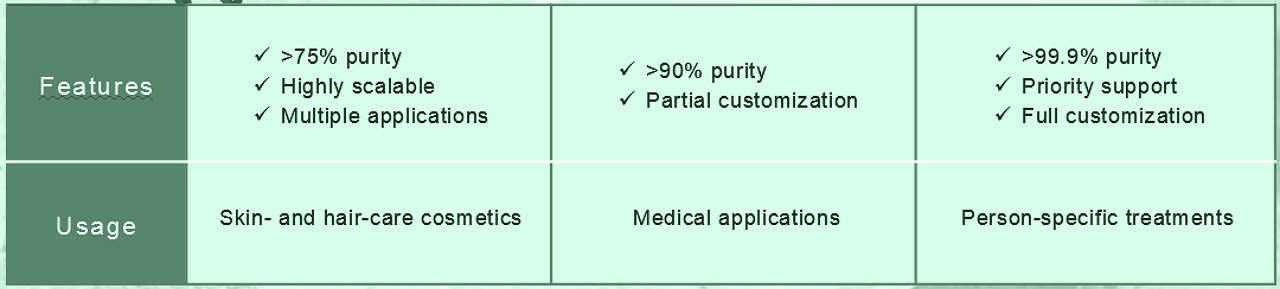 Features
✓ >75% purity
✓ Highly scalable
✓ Multiple applications
✓ >90% purity
✓ Partial customization
✓ >99.9% purity
✓ Priority support
✓ Full customization
Usage
Skin- and hair-care cosmetics
Medical applications
Person-specific treatments